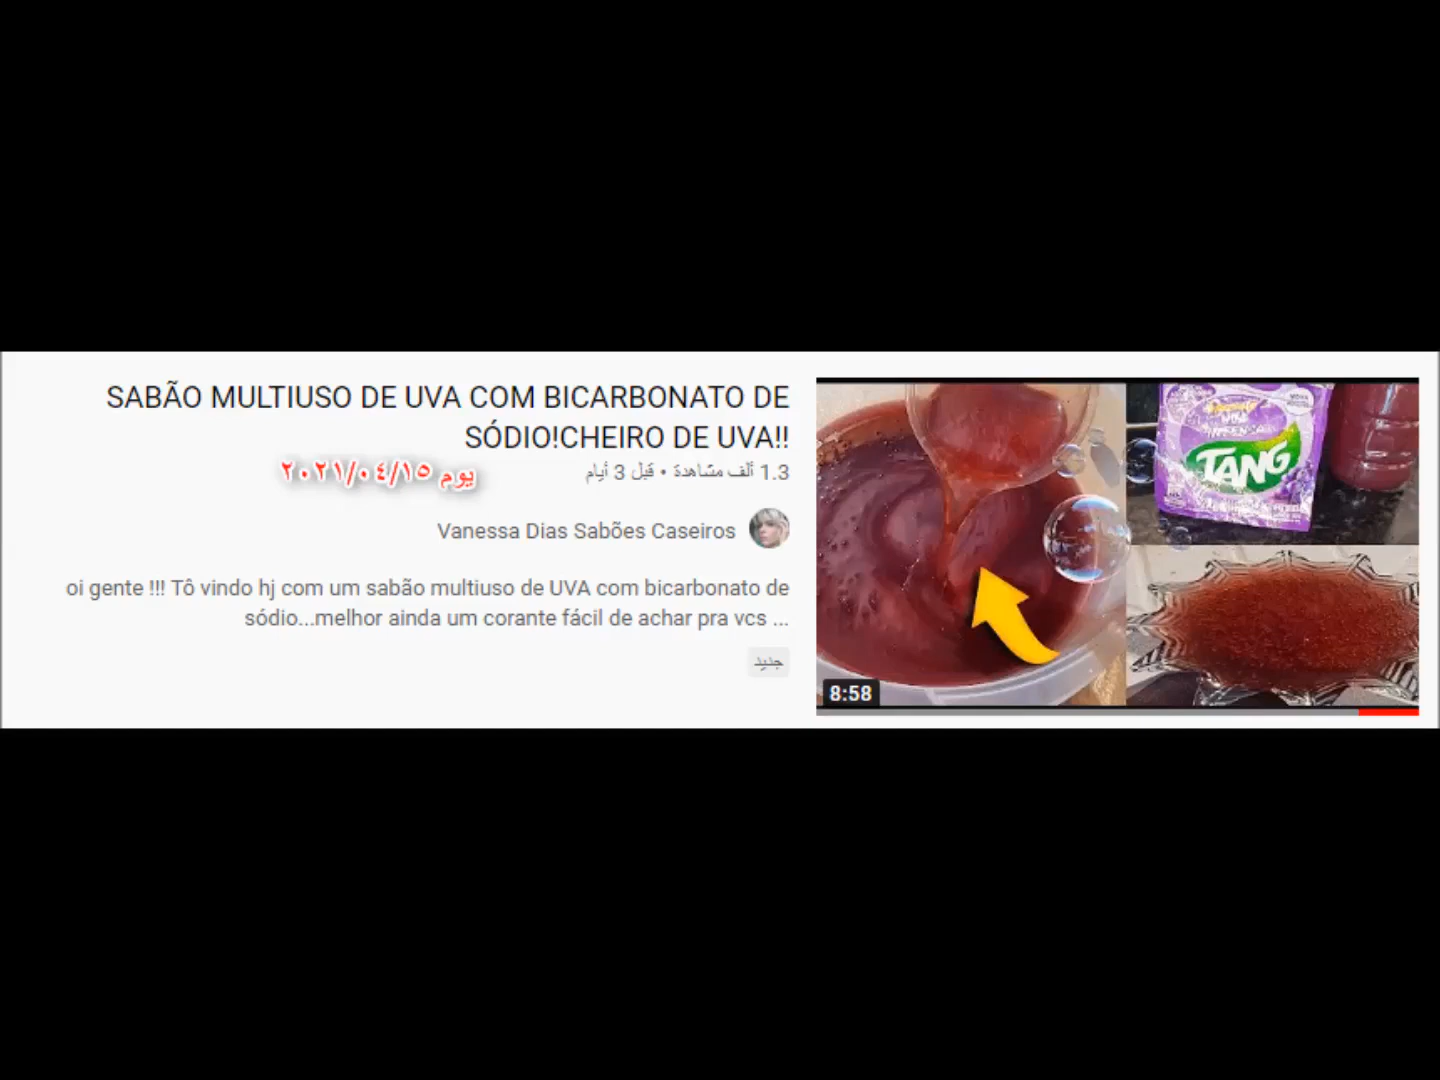 SABÃO MULTIUSO DE UVA COM BICARBONATO DE
SÓDIO!CHEIRO DE UVA!!
1.3 ألف مشاهدة • قبل 3 أيام
يوم ٢٠٢١/٠٤/١٥
Vanessa Dias Sabões Caseiros
oi gente !!! Tô vindo hj com um sabão multiuso de UVA com bicarbonato de
sódio...melhor ainda um corante fácil de achar pra vcs ...
جديد
TANG
8:58